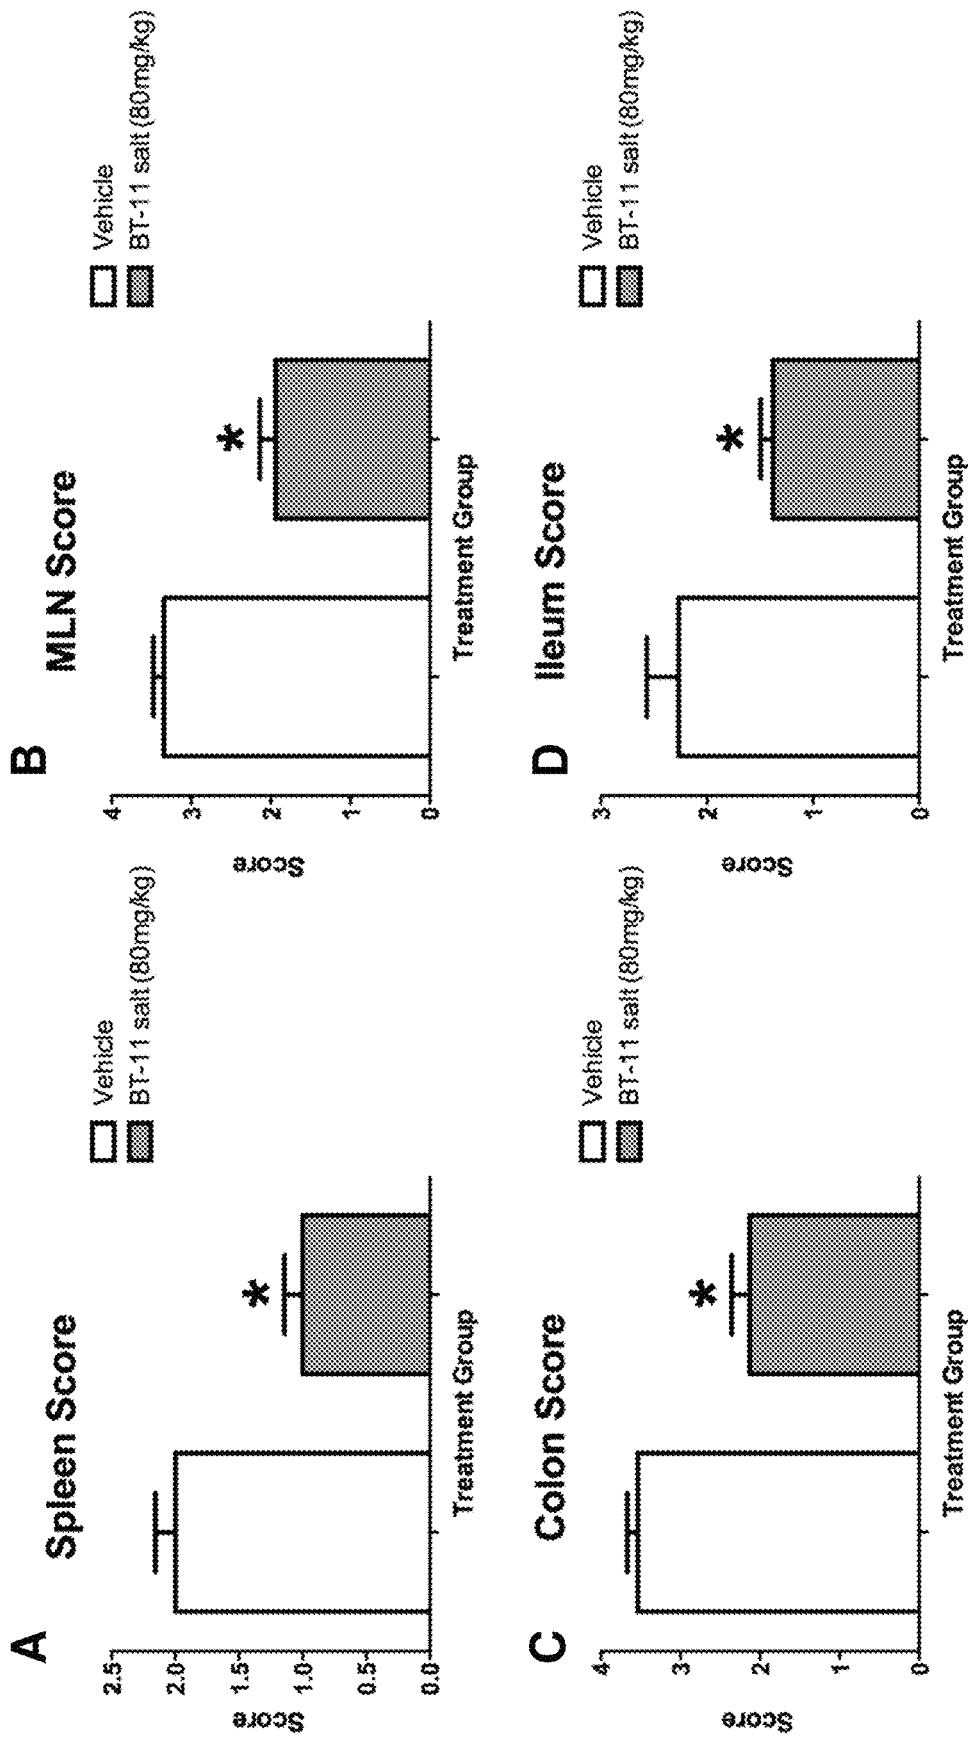 A
Spleen Score
Vehicle
BT-11 salt (80mg/kg)
Score
2.5
2.0
1.5
1.0
0.5
0.0
Treatment Group
B
MLN Score
Vehicle
BT-11 salt (80mg/kg)
Score
4
3
2
1
0
Treatment Group
*
*
C
Colon Score
Vehicle
BT-11 salt (80mg/kg)
Score
4
3
2
1
0
Treatment Group
*
D
Ileum Score
Vehicle
BT-11 salt (80mg/kg)
Score
3
2
1
0
Treatment Group
*